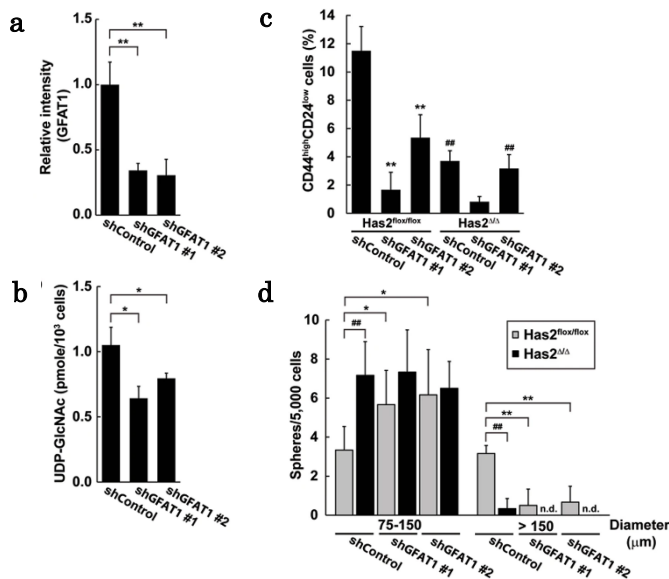 a
Relative intensity
(GFAT1)
1.5
1.0
0.5
0.0
**
**
shControl
shGFAT1 #1
shGFAT1 #2
b
UDP-GlcNAc (pmole/10³ cells)
1.5
1.0
0.5
0.0
*
*
shControl
shGFAT1 #1
shGFAT1 #2
c
CD44highCD24low cells (%)
14
12
10
8
6
4
2
0
**
**
##
##
Has2flox/flox
Has2Δ/Δ
shControl
shGFAT1 #1
shGFAT1 #2
shControl
shGFAT1 #1
shGFAT1 #2
d
Spheres/5,000 cells
10
8
6
4
2
0
*
*
##
Has2flox/flox
Has2Δ/Δ
**
**
##
n.d.
n.d.
75-150
> 150
Diameter
(μm)
shControl
shGFAT1 #1
shGFAT1 #2
shControl
shGFAT1 #1
shGFAT1 #2